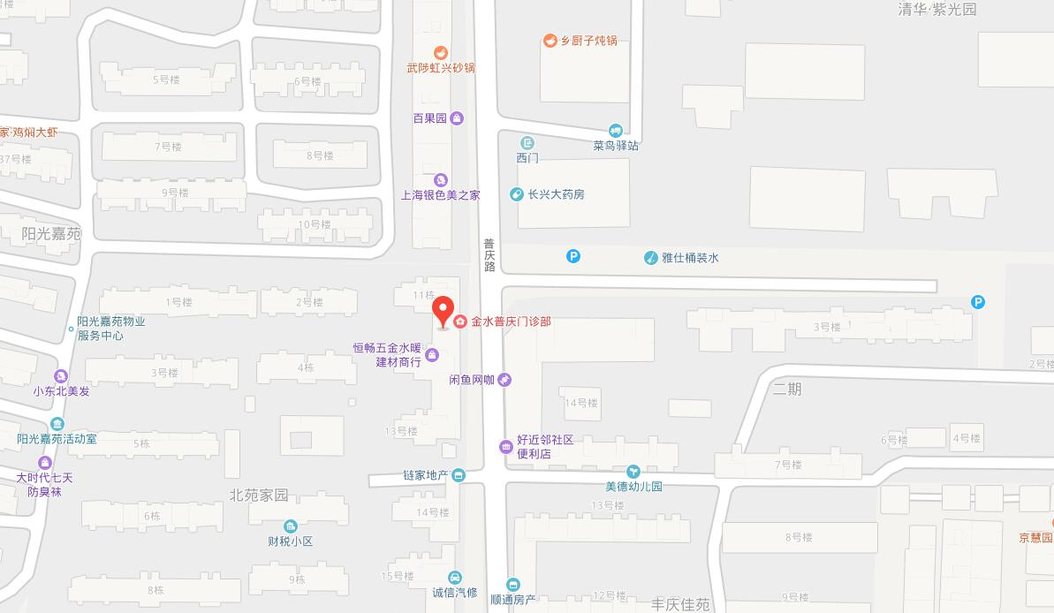 清华·紫光园
乡厨子炖锅
武陟虹兴砂锅
5号楼
6号楼
百果园
家·鸡焖大虾
菜鸟驿站
西门
7号楼
8号楼
37号楼
上海银色美之家
长兴大药房
9号楼
10号楼
阳光嘉苑
普庆路
P
雅仕桶装水
11栋
1号楼
2号楼
P
金水普庆门诊部
阳光嘉苑物业
服务中心
3号楼
恒畅五金水暖
建材商行
4栋
3号楼
2号楼
小东北美发
闲鱼网咖
二期
14号楼
阳光嘉苑活动室
5栋
13号楼
好近邻社区
便利店
6号楼
4号楼
大时代七天
防臭袜
链家地产
7号楼
美德幼儿园
北苑家园
13号楼
6栋
14号楼
财税小区
8号楼
京慧园
15号楼
9栋
8栋
诚信汽修
顺通房产
12号楼
丰庆佳苑
9号楼